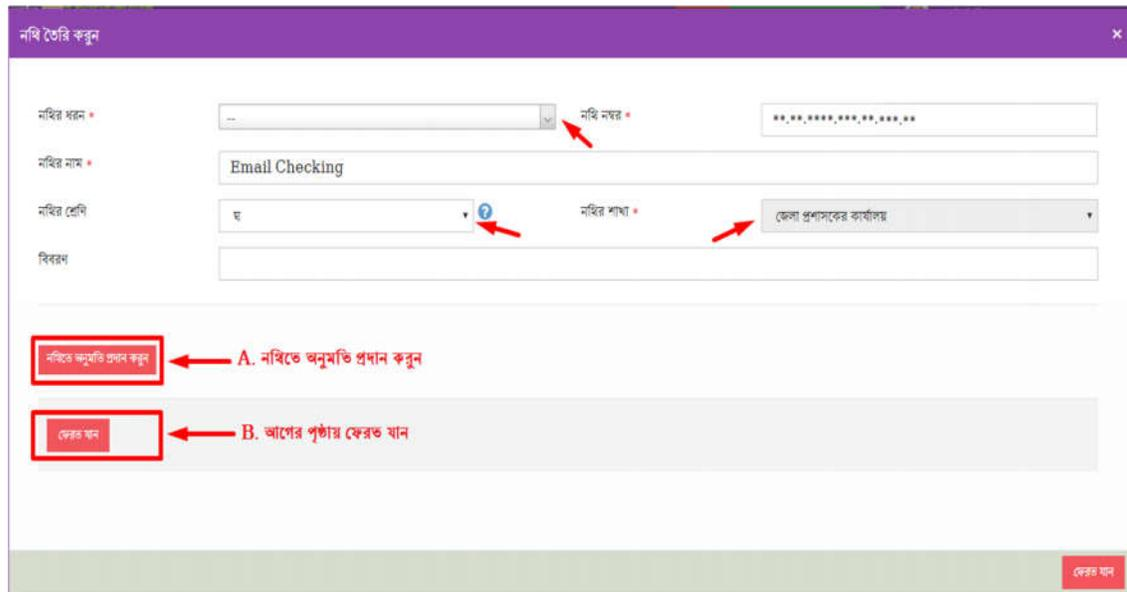 নথি তৈরি করুন ×
নথির ধরন * -- নথি নম্বর * **.**.****.***.**.***.**
নথির নাম * Email Checking
নথির শ্রেণি ঘ ? নথির শাখা * জেলা প্রশাসকের কার্যালয়
বিবরণ
নথিতে অনুমতি প্রদান করুন A. নথিতে অনুমতি প্রদান করুন
ফেরত যান B. আগের পৃষ্ঠায় ফেরত যান
ফেরত যান